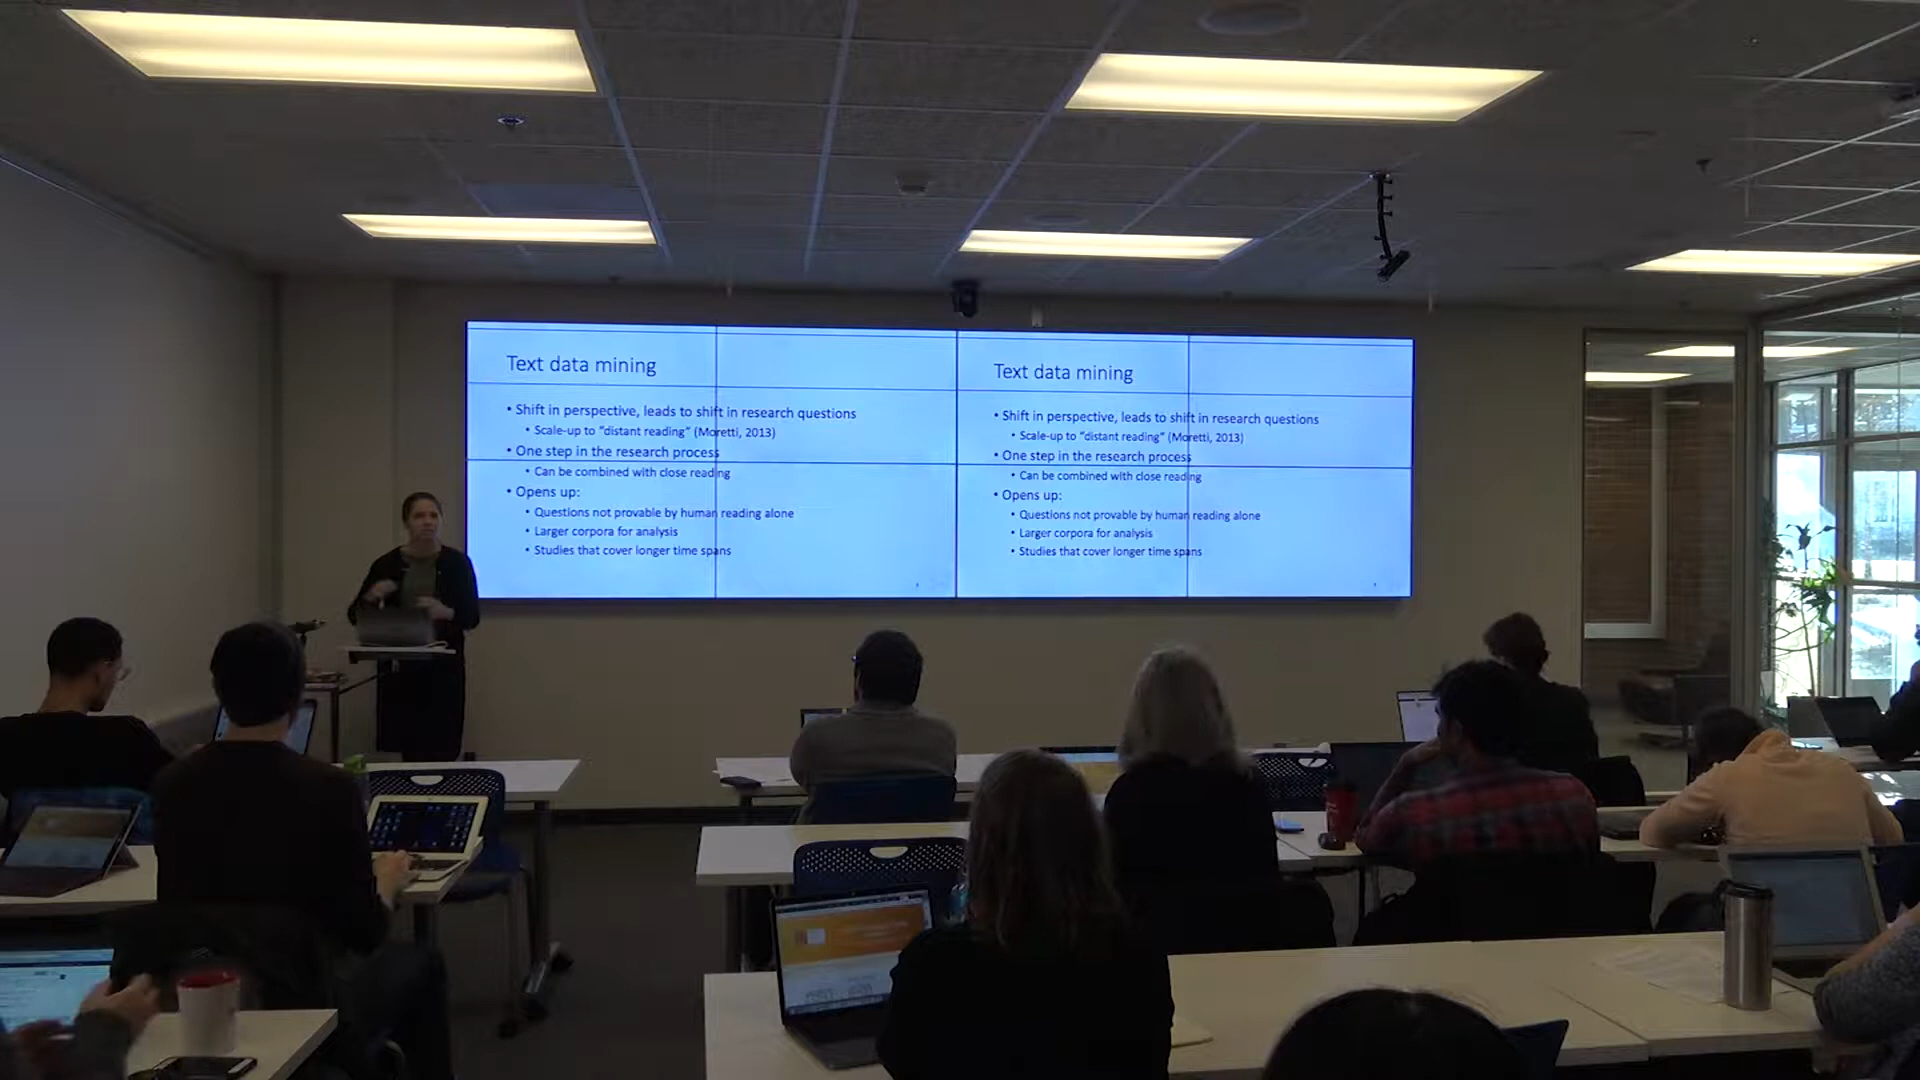 Text data mining
• Shift in perspective, leads to shift in research questions
• Scale-up to “distant reading” (Moretti, 2013)
• One step in the research process
• Can be combined with close reading
• Opens up:
• Questions not provable by human reading alone
• Larger corpora for analysis
• Studies that cover longer time spans
Text data mining
• Shift in perspective, leads to shift in research questions
• Scale-up to “distant reading” (Moretti, 2013)
• One step in the research process
• Can be combined with close reading
• Opens up:
• Questions not provable by human reading alone
• Larger corpora for analysis
• Studies that cover longer time spans